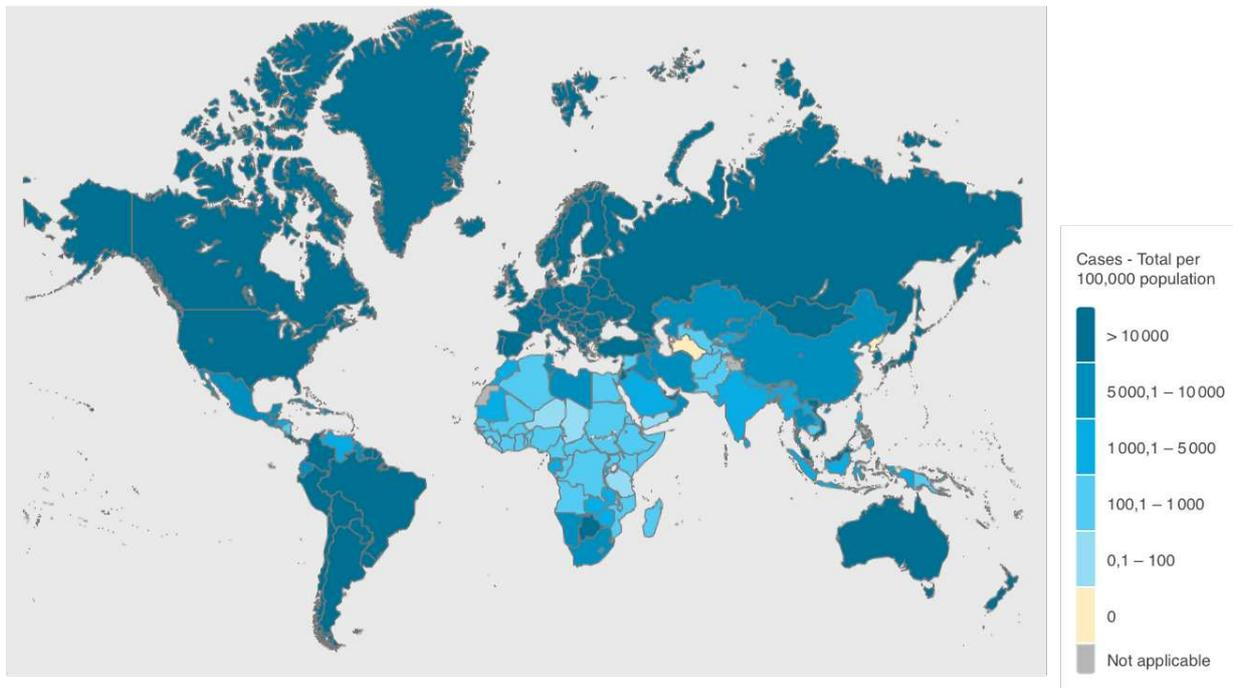 Cases - Total per
100,000 population
> 10 000
5 000,1 – 10 000
1 000,1 – 5 000
100,1 – 1 000
0,1 – 100
0
Not applicable